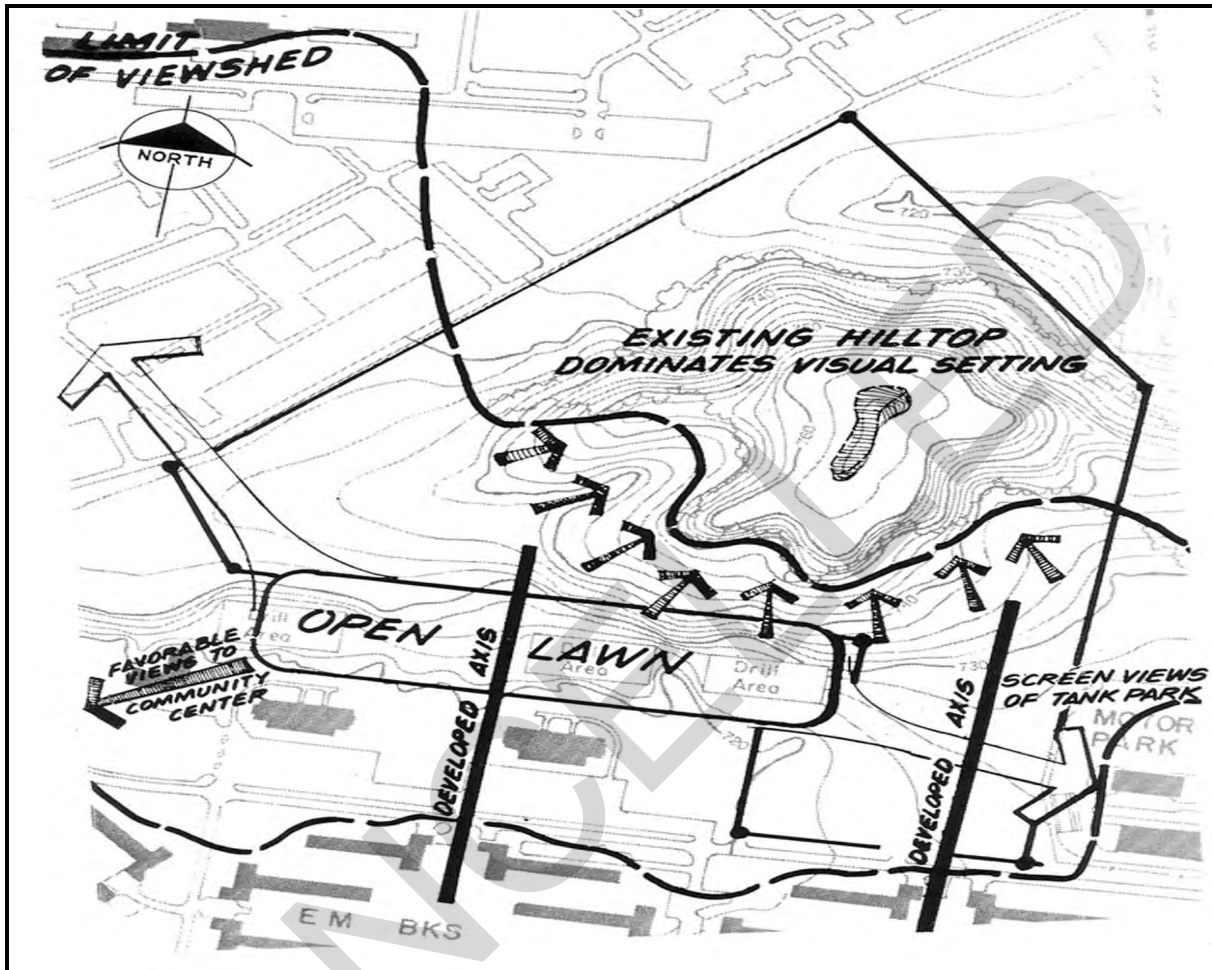 LIMIT
OF VIEWSHED
NORTH
720
730
740
EXISTING HILLTOP
DOMINATES VISUAL SETTING
760
OPEN LAWN
Drill
Area
Area
Drill
Area
FAVORABLE
VIEWS TO
COMMUNITY
CENTER
DEVELOPED AXIS
730
SCREEN VIEWS
OF TANK PARK
MOTOR
PARK
720
DEVELOPED AXIS
EM BKS